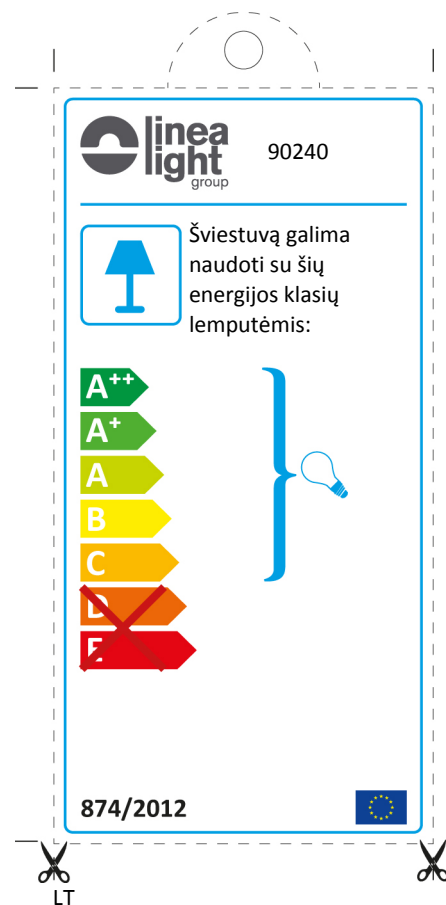 linea
light
group
90240
Šviestuvą galima
naudoti su šių
energijos klasių
lemputėmis:
A++
A+
A
B
C
D
E
874/2012
LT